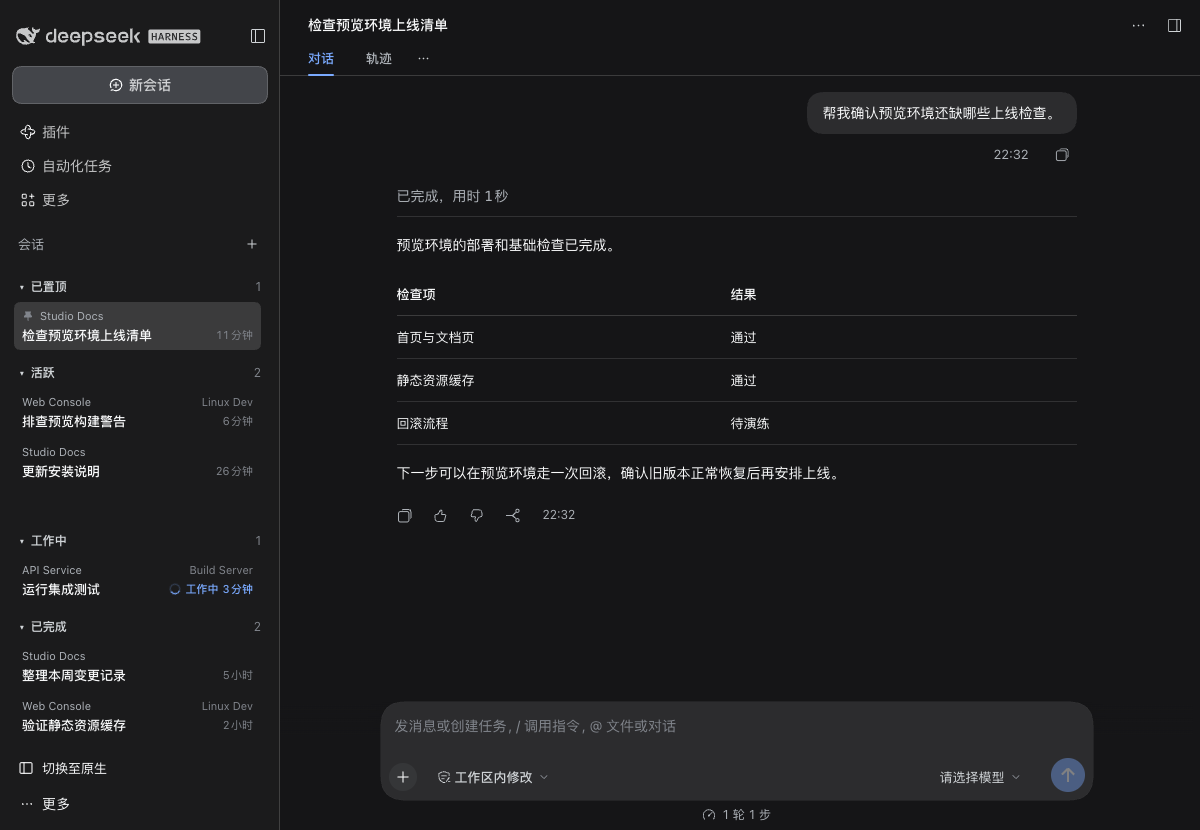 deepseek HARNESS
新会话
插件
自动化任务
更多
会话
已置顶 1
Studio Docs
检查预览环境上线清单 11分钟
活跃 2
Web Console Linux Dev
排查预览构建警告 6分钟
Studio Docs
更新安装说明 26分钟
工作中 1
API Service Build Server
运行集成测试 工作中 3分钟
已完成 2
Studio Docs
整理本周变更记录 5小时
Web Console Linux Dev
验证静态资源缓存 2小时
切换至原生
更多
检查预览环境上线清单
对话 轨迹
帮我确认预览环境还缺哪些上线检查。
22:32
已完成，用时 1秒
预览环境的部署和基础检查已完成。
检查项 结果
首页与文档页 通过
静态资源缓存 通过
回滚流程 待演练
下一步可以在预览环境走一次回滚，确认旧版本正常恢复后再安排上线。
22:32
发消息或创建任务, / 调用指令, @ 文件或对话
工作区内修改 请选择模型
1 轮 1 步